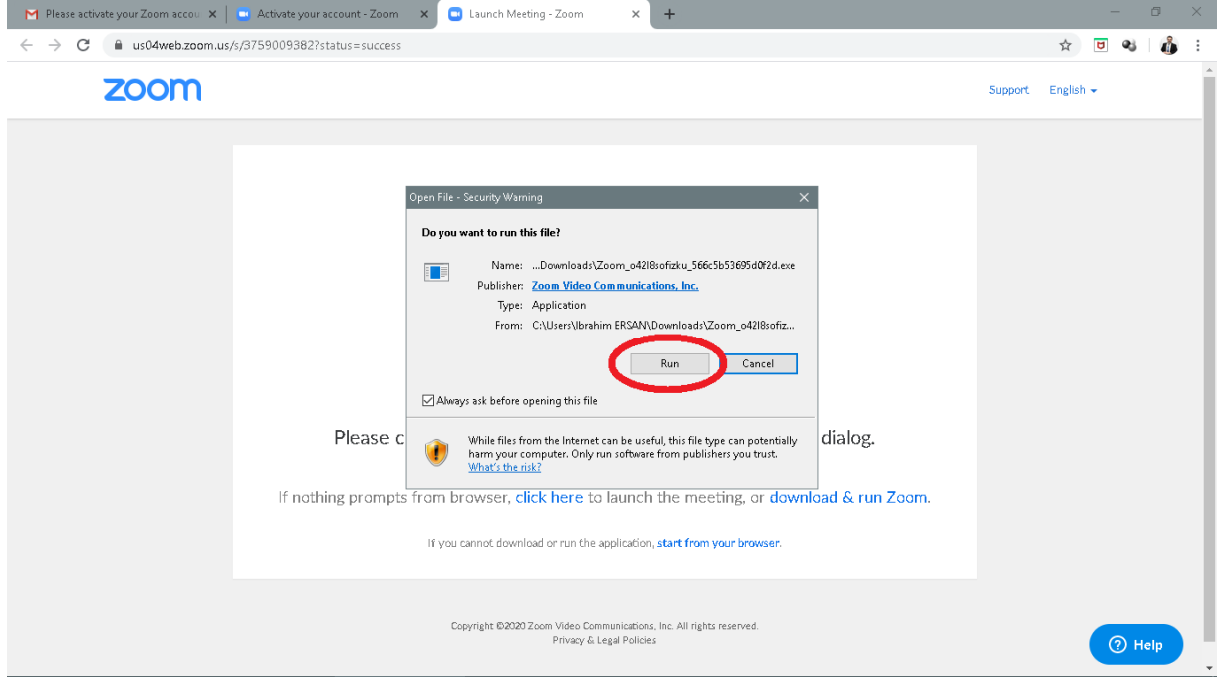 Please activate your Zoom accou
Activate your account - Zoom
Launch Meeting - Zoom
us04web.zoom.us/s/3759009382?status=success
zoom
Support English
Open File - Security Warning
Do you want to run this file?
Name: ...Downloads\Zoom_o42l8sofizku_566c5b53695d0f2d.exe
Publisher: Zoom Video Communications, Inc.
Type: Application
From: C:\Users\Ibrahim ERSAN\Downloads\Zoom_o42l8sofiz...
Run Cancel
Always ask before opening this file
Please c dialog.
While files from the Internet can be useful, this file type can potentially
harm your computer. Only run software from publishers you trust.
What's the risk?
If nothing prompts from browser, click here to launch the meeting, or download & run Zoom.
If you cannot download or run the application, start from your browser.
Copyright ©2020 Zoom Video Communications, Inc. All rights reserved.
Privacy & Legal Policies
Help